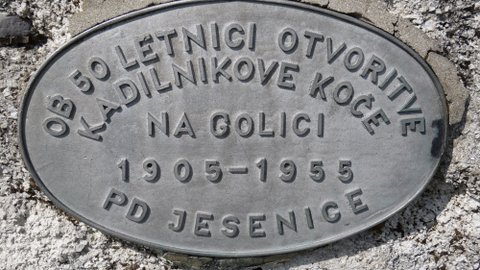 OB 50 LETNICI OTVORITVE
KADILNIKOVE KOČE
NA GOLICI
1905-1955
PD JESENICE